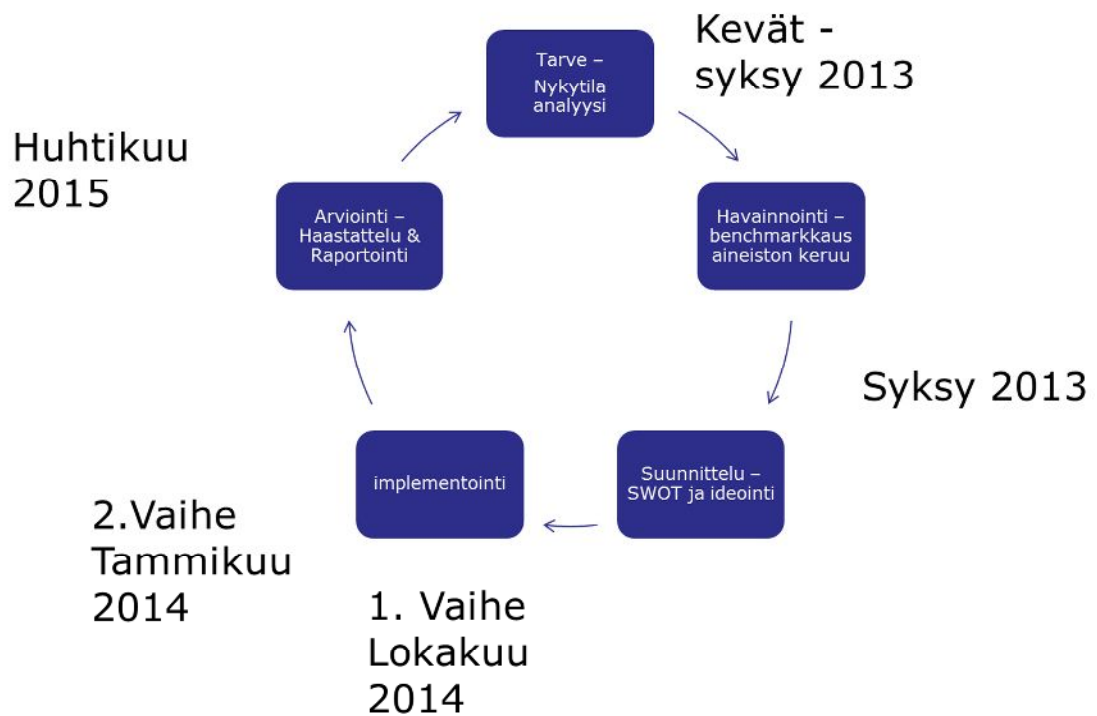 Tarve –
Nykytila
analyysi
Kevät -
syksy 2013
Havainnointi –
benchmarkkaus
aineiston keruu
Syksy 2013
Suunnittelu –
SWOT ja ideointi
1. Vaihe
Lokakuu
2014
implementointi
2.Vaihe
Tammikuu
2014
Arviointi –
Haastattelu &
Raportointi
Huhtikuu
2015